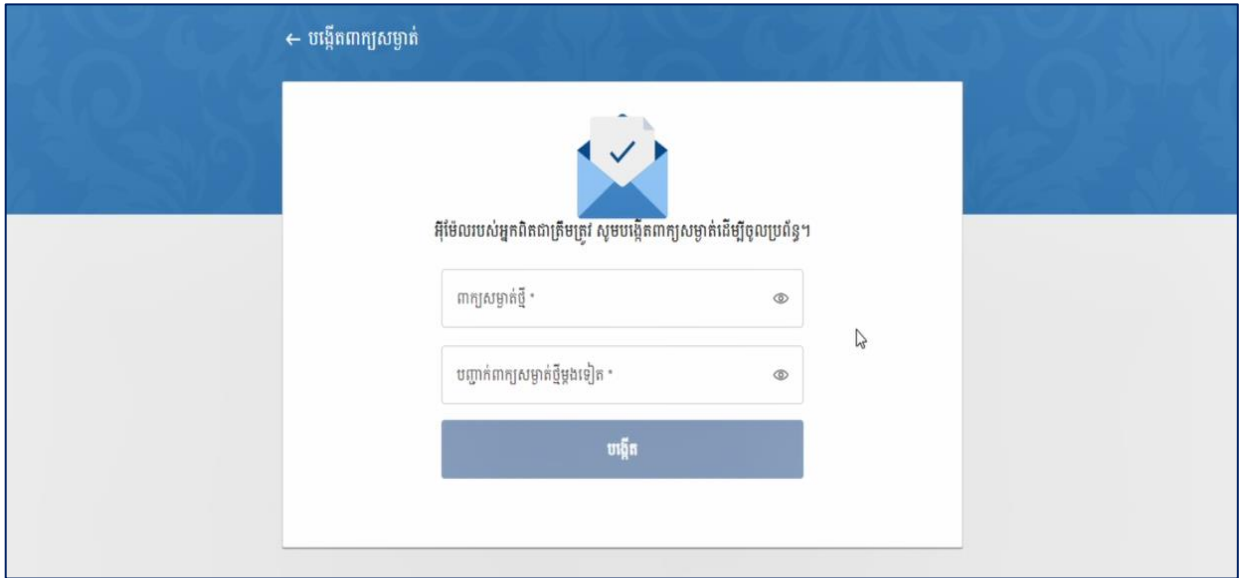 ← បង្កើតពាក្យសម្ងាត់
អ៊ីម៉ែលរបស់អ្នកពិតជាត្រឹមត្រូវ សូមបង្កើតពាក្យសម្ងាត់ដើម្បីចូលប្រព័ន្ធ។
ពាក្យសម្ងាត់ថ្មី *
បញ្ជាក់ពាក្យសម្ងាត់ថ្មីម្តងទៀត *
បង្កើត